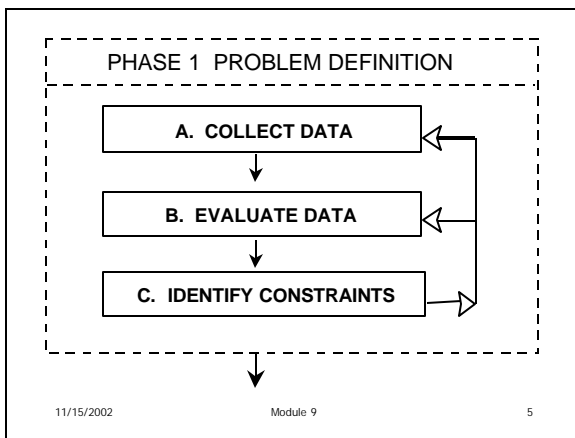 PHASE 1 PROBLEM DEFINITION
A. COLLECT DATA
B. EVALUATE DATA
C. IDENTIFY CONSTRAINTS
11/15/2002 Module 9 5